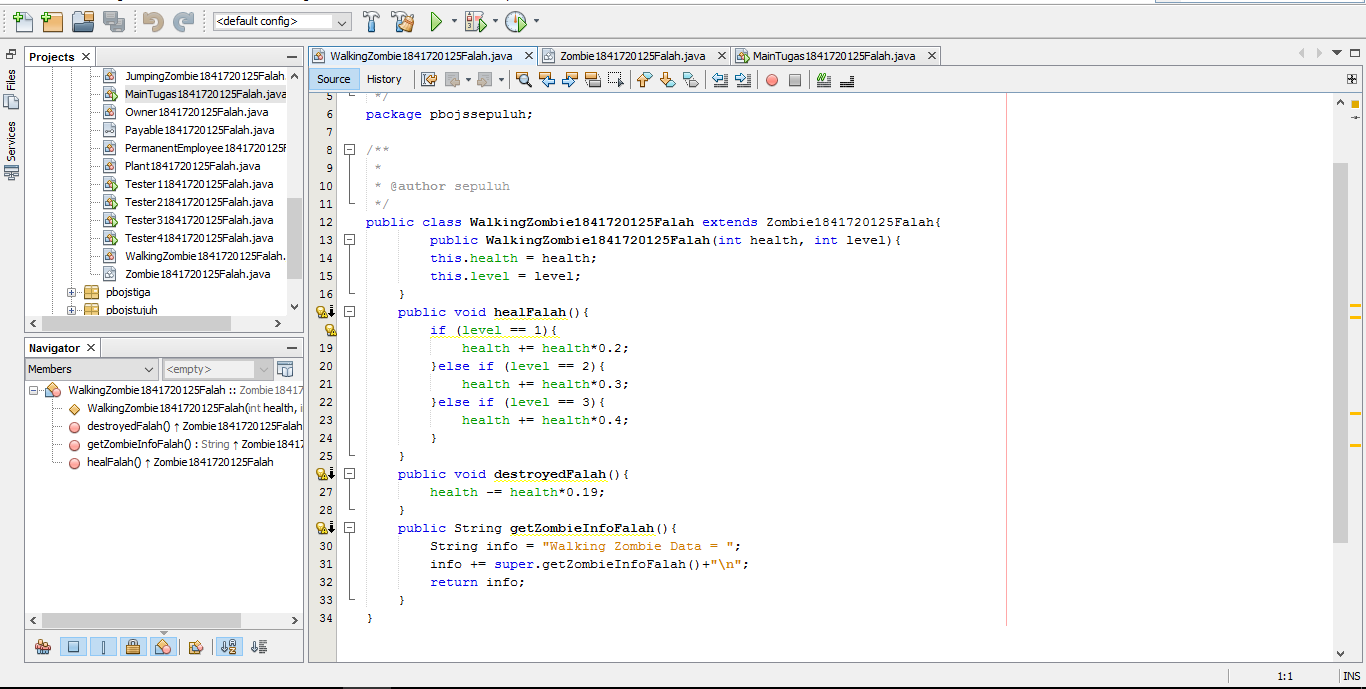 <default config>
Projects
WalkingZombie1841720125Falah.java
Zombie1841720125Falah.java
MainTugas1841720125Falah.java
Files
Services
Source
History
JumpingZombie1841720125Falah
MainTugas1841720125Falah.java
Owner1841720125Falah.java
Payable1841720125Falah.java
PermanentEmployee1841720125F
Plant1841720125Falah.java
Tester11841720125Falah.java
Tester21841720125Falah.java
Tester31841720125Falah.java
Tester41841720125Falah.java
WalkingZombie1841720125Falah.
Zombie1841720125Falah.java
pbojstiga
pbojstujuh
Navigator
Members
<empty>
WalkingZombie1841720125Falah :: Zombie18417
WalkingZombie1841720125Falah(int health, i
destroyedFalah() ↑ Zombie1841720125Falah
getZombieInfoFalah() : String ↑ Zombie18417
healFalah() ↑ Zombie1841720125Falah
5 */
6 package pbojssepuluh;
7
8 /**
9 *
10 * @author sepuluh
11 */
12 public class WalkingZombie1841720125Falah extends Zombie1841720125Falah{
13 public WalkingZombie1841720125Falah(int health, int level){
14 this.health = health;
15 this.level = level;
16 }
public void healFalah(){
if (level == 1){
19 health += health*0.2;
20 }else if (level == 2){
21 health += health*0.3;
22 }else if (level == 3){
23 health += health*0.4;
24 }
25 }
public void destroyedFalah(){
27 health -= health*0.19;
28 }
public String getZombieInfoFalah(){
30 String info = "Walking Zombie Data = ";
31 info += super.getZombieInfoFalah()+"\n";
32 return info;
33 }
34 }
1:1
INS